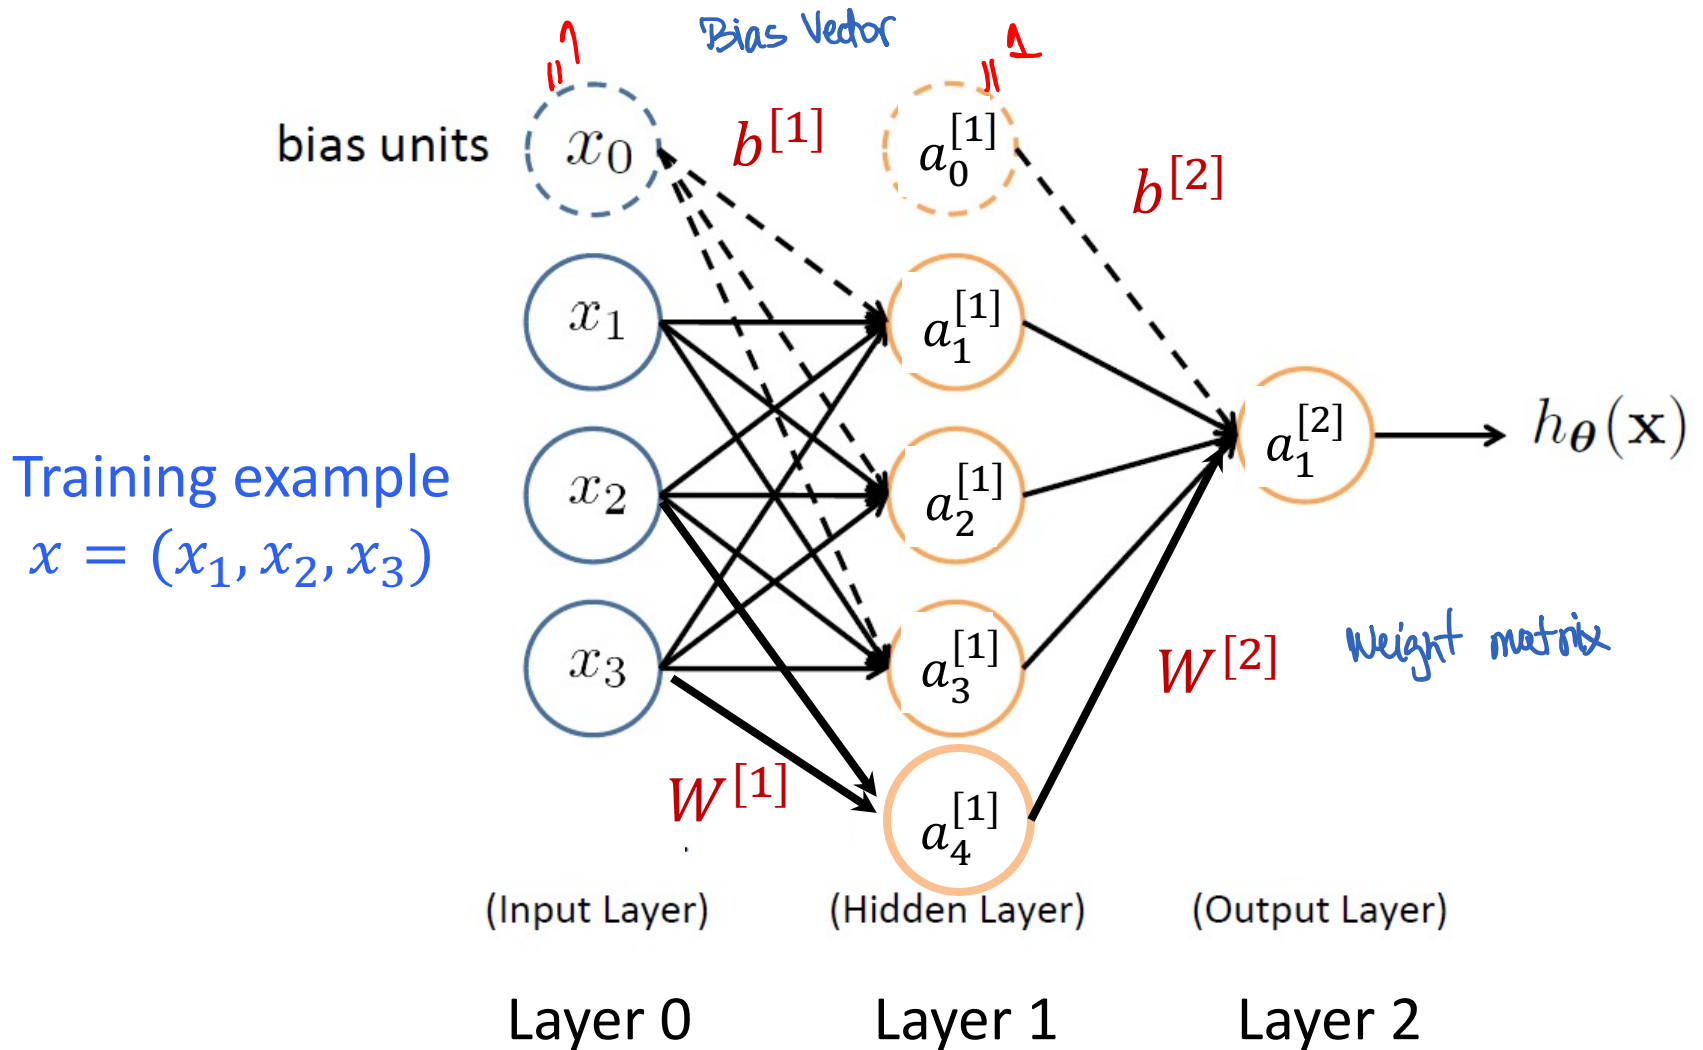 Bias Vector
= 1
= 1
bias units
x₀
b^[1]
a₀^[1]
b^[2]
x₁
a₁^[1]
a₁^[2]
h_θ(x)
Training example
x = (x₁, x₂, x₃)
x₂
a₂^[1]
x₃
a₃^[1]
W^[2]
Weight matrix
W^[1]
a₄^[1]
(Input Layer)
(Hidden Layer)
(Output Layer)
Layer 0
Layer 1
Layer 2